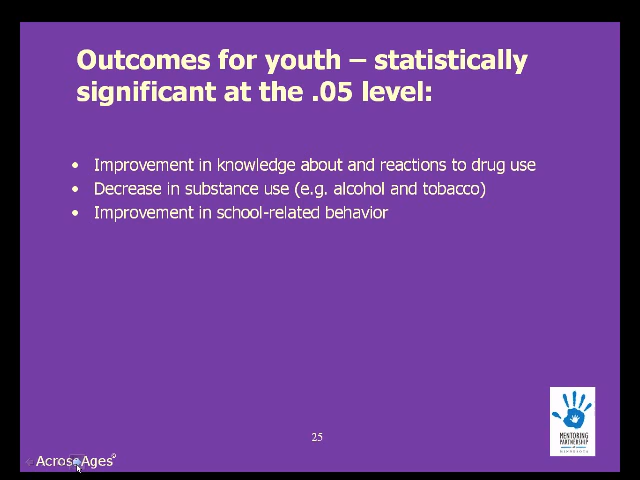 Outcomes for youth – statistically
significant at the .05 level:
• Improvement in knowledge about and reactions to drug use
• Decrease in substance use (e.g. alcohol and tobacco)
• Improvement in school-related behavior
MENTORING
PARTNERSHIP
MINNESOTA
25
Across Ages©